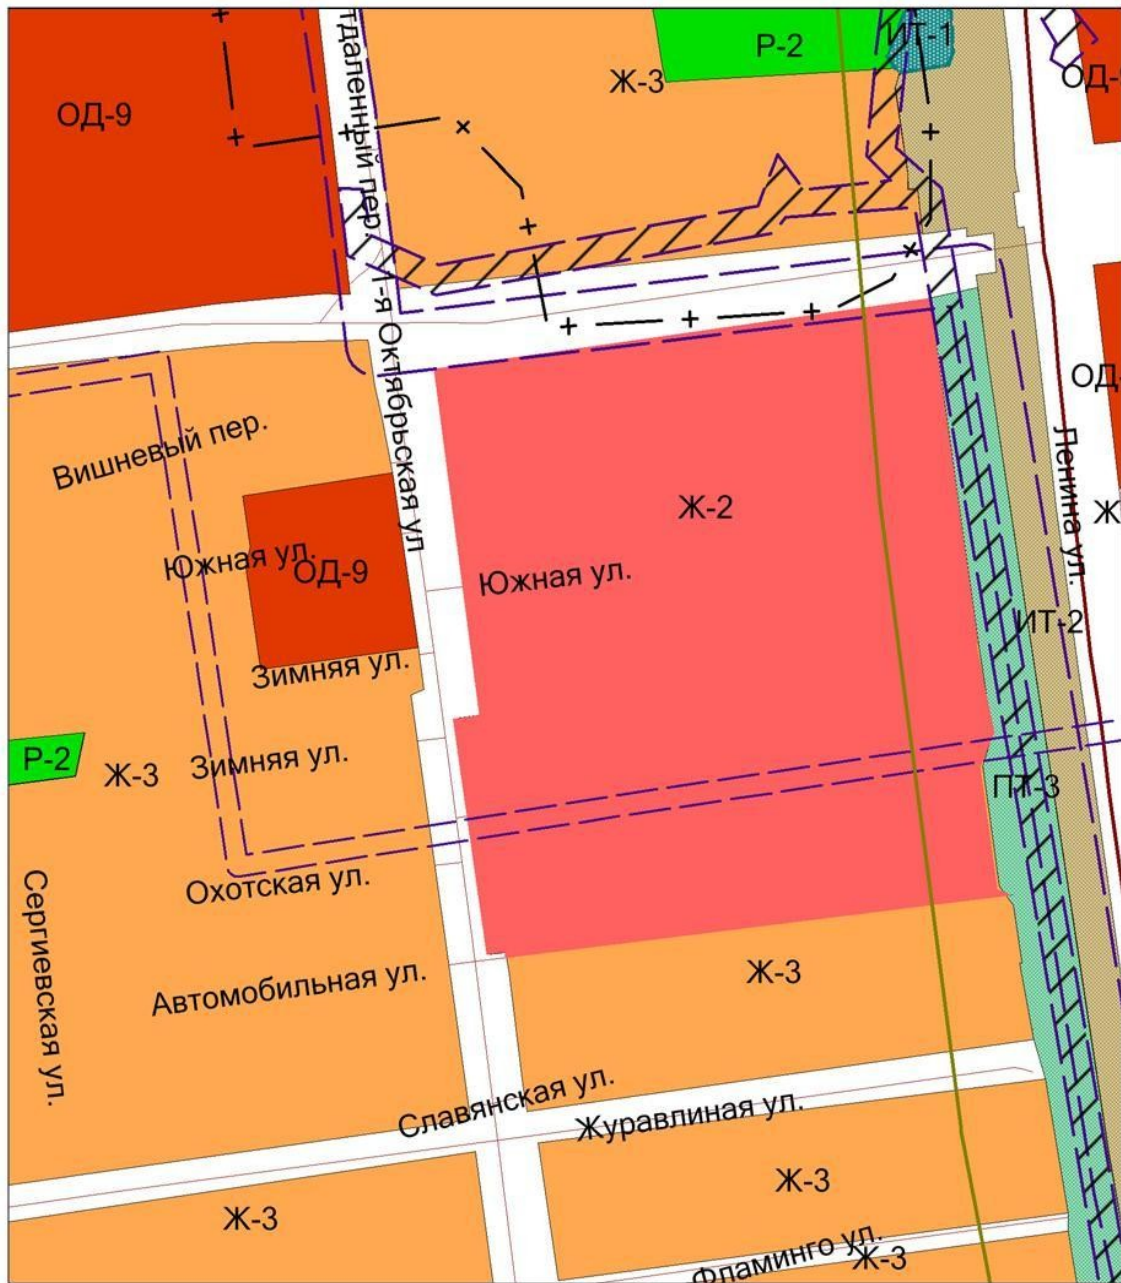 ИТ-1
Р-2
Ж-3
ОД-
ОД-9
тдаленный пер.
1-я Октябрьская ул
ОД-
Вишневый пер.
Ленина ул.
Ж-2
Ж
Южная ул.
ОД-9
Южная ул.
ИТ-2
Зимняя ул.
Р-2
Ж-3
Зимняя ул.
ПТ-3
Охотская ул.
Сергиевская ул.
Автомобильная ул.
Ж-3
Славянская ул.
Журавлиная ул.
Ж-3
Ж-3
Фламинго ул.
Ж-3